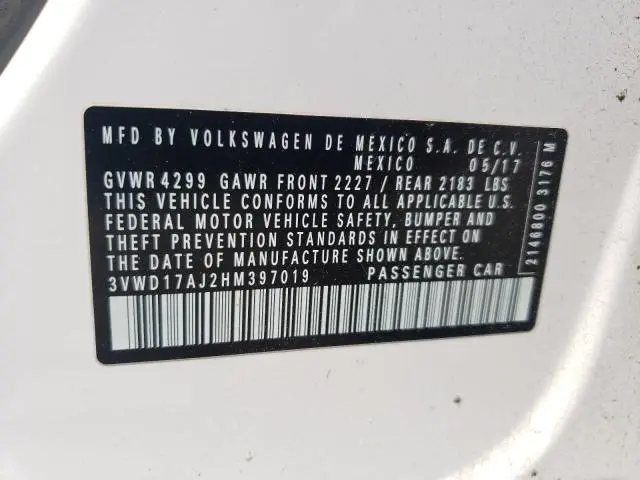 MFD BY VOLKSWAGEN DE MEXICO S.A. DE C.V.
MEXICO 05/17
GVWR 4299 GAWR FRONT 2227 / REAR 2183 LBS
THIS VEHICLE CONFORMS TO ALL APPLICABLE U.S.
FEDERAL MOTOR VEHICLE SAFETY, BUMPER AND
THEFT PREVENTION STANDARDS IN EFFECT ON
THE DATE OF MANUFACTURE SHOWN ABOVE.
3VWD17AJ2HM397019 PASSENGER CAR
2146800 3176 M